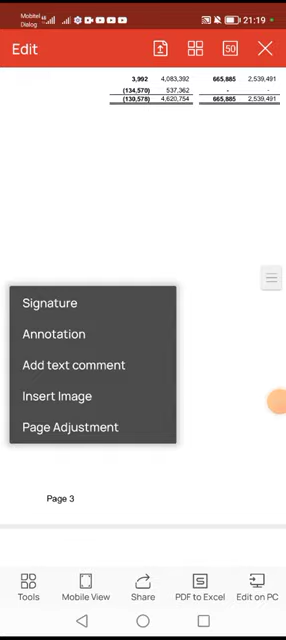 Mobitel
Dialog
21:19
Edit
50
3,992 4,083,392 665,885 2,539,491
(134,570) 537,362 - -
(130,578) 4,620,754 665,885 2,539,491
Signature
Annotation
Add text comment
Insert Image
Page Adjustment
Page 3
Tools Mobile View Share PDF to Excel Edit on PC